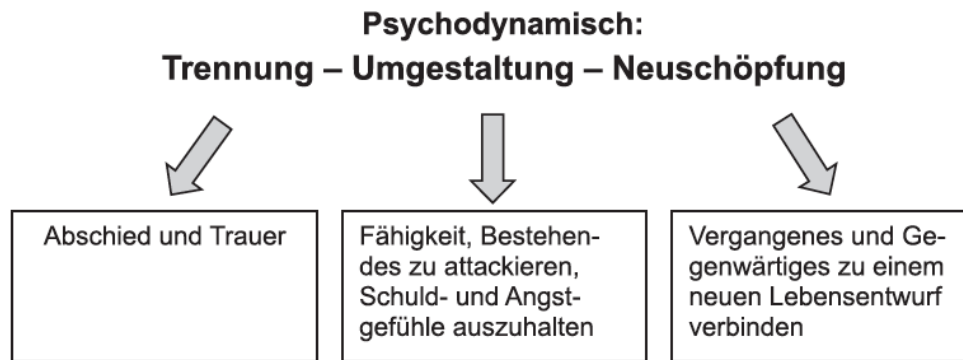 Psychodynamisch:
Trennung – Umgestaltung – Neuschöpfung
Abschied und Trauer
Fähigkeit, Bestehen-
des zu attackieren,
Schuld- und Angst-
gefühle auszuhalten
Vergangenes und Ge-
genwärtiges zu einem
neuen Lebensentwurf
verbinden